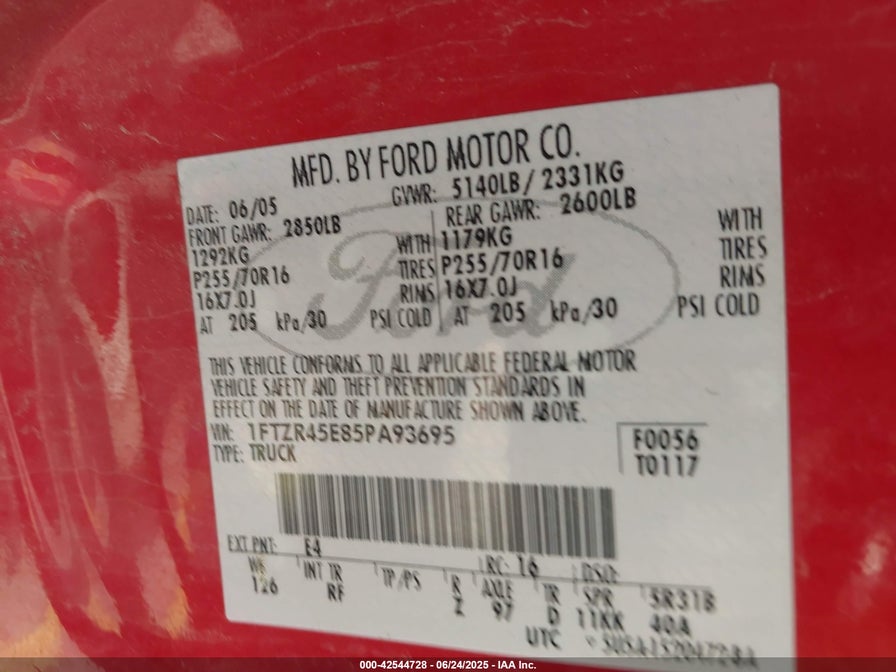 MFD. BY FORD MOTOR CO.
DATE: 06/05 GVWR: 5140LB / 2331KG
FRONT GAWR: 2850LB REAR GAWR: 2600LB
1292KG WITH 1179KG WITH
P255/70R16 TIRES P255/70R16 TIRES
16X7.0J RIMS 16X7.0J RIMS
AT 205 kPa/30 PSI COLD AT 205 kPa/30 PSI COLD
Ford
THIS VEHICLE CONFORMS TO ALL APPLICABLE FEDERAL MOTOR
VEHICLE SAFETY AND THEFT PREVENTION STANDARDS IN
EFFECT ON THE DATE OF MANUFACTURE SHOWN ABOVE.
VIN: 1FTZR45E85PA93695 F0056
TYPE: TRUCK T0117
EXT PNT: E4 RC: 16 DSO:
WB INT TR TP/PS R AXLE TR SPR 5R31B
126 RF Z 97 D 11KK 40A
UTC
000-42544728 - 06/24/2025 - IAA Inc.